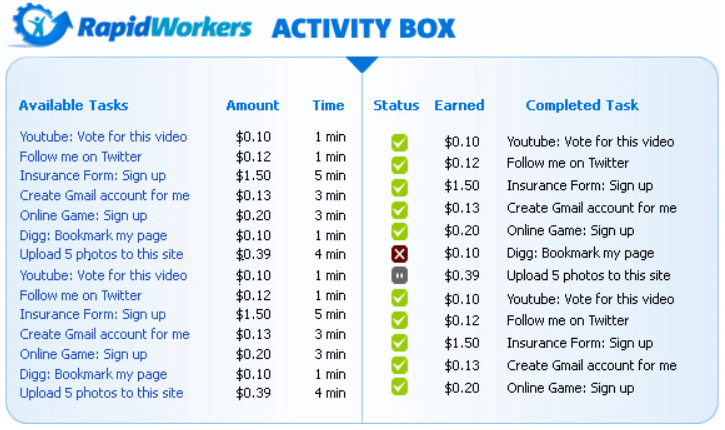 RapidWorkers ACTIVITY BOX
Available Tasks Amount Time
Youtube: Vote for this video $0.10 1 min
Follow me on Twitter $0.12 1 min
Insurance Form: Sign up $1.50 5 min
Create Gmail account for me $0.13 3 min
Online Game: Sign up $0.20 3 min
Digg: Bookmark my page $0.10 1 min
Upload 5 photos to this site $0.39 4 min
Youtube: Vote for this video $0.10 1 min
Follow me on Twitter $0.12 1 min
Insurance Form: Sign up $1.50 5 min
Create Gmail account for me $0.13 3 min
Online Game: Sign up $0.20 3 min
Digg: Bookmark my page $0.10 1 min
Upload 5 photos to this site $0.39 4 min
Status Earned Completed Task
$0.10 Youtube: Vote for this video
$0.12 Follow me on Twitter
$1.50 Insurance Form: Sign up
$0.13 Create Gmail account for me
$0.20 Online Game: Sign up
$0.10 Digg: Bookmark my page
$0.39 Upload 5 photos to this site
$0.10 Youtube: Vote for this video
$0.12 Follow me on Twitter
$1.50 Insurance Form: Sign up
$0.13 Create Gmail account for me
$0.20 Online Game: Sign up